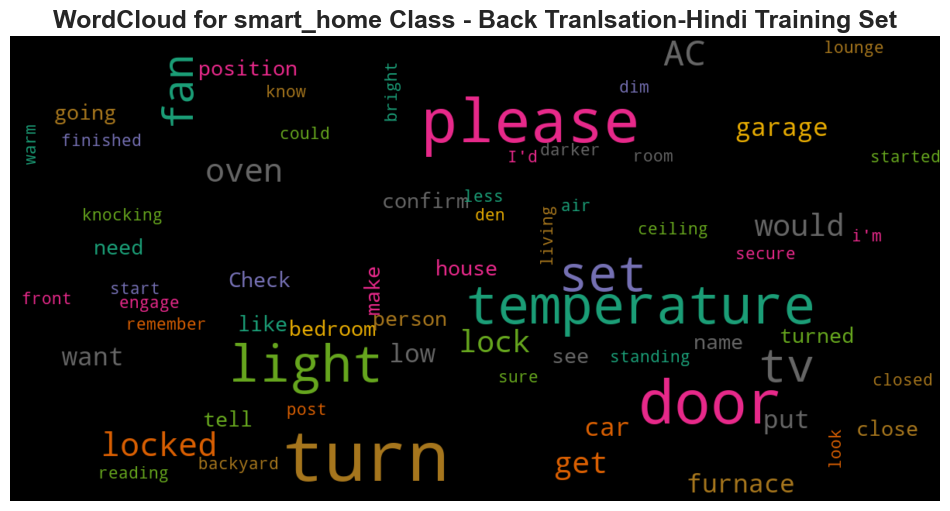 WordCloud for smart_home Class - Back Tranlsation-Hindi Training Set
AC
lounge
fan
position
know
bright
dim
please
going
garage
warm
finished
could
I'd
darker
room
started
oven
confirm
less
air
knocking
den
living
ceiling
would
i'm
need
secure
house
Check
set
make
front
start
engage
temperature
remember
like
bedroom
person
lock
turned
want
light
low
see
standing
name
tv
sure
closed
door
post
tell
put
car
close
look
locked
turn
get
reading
backyard
furnace